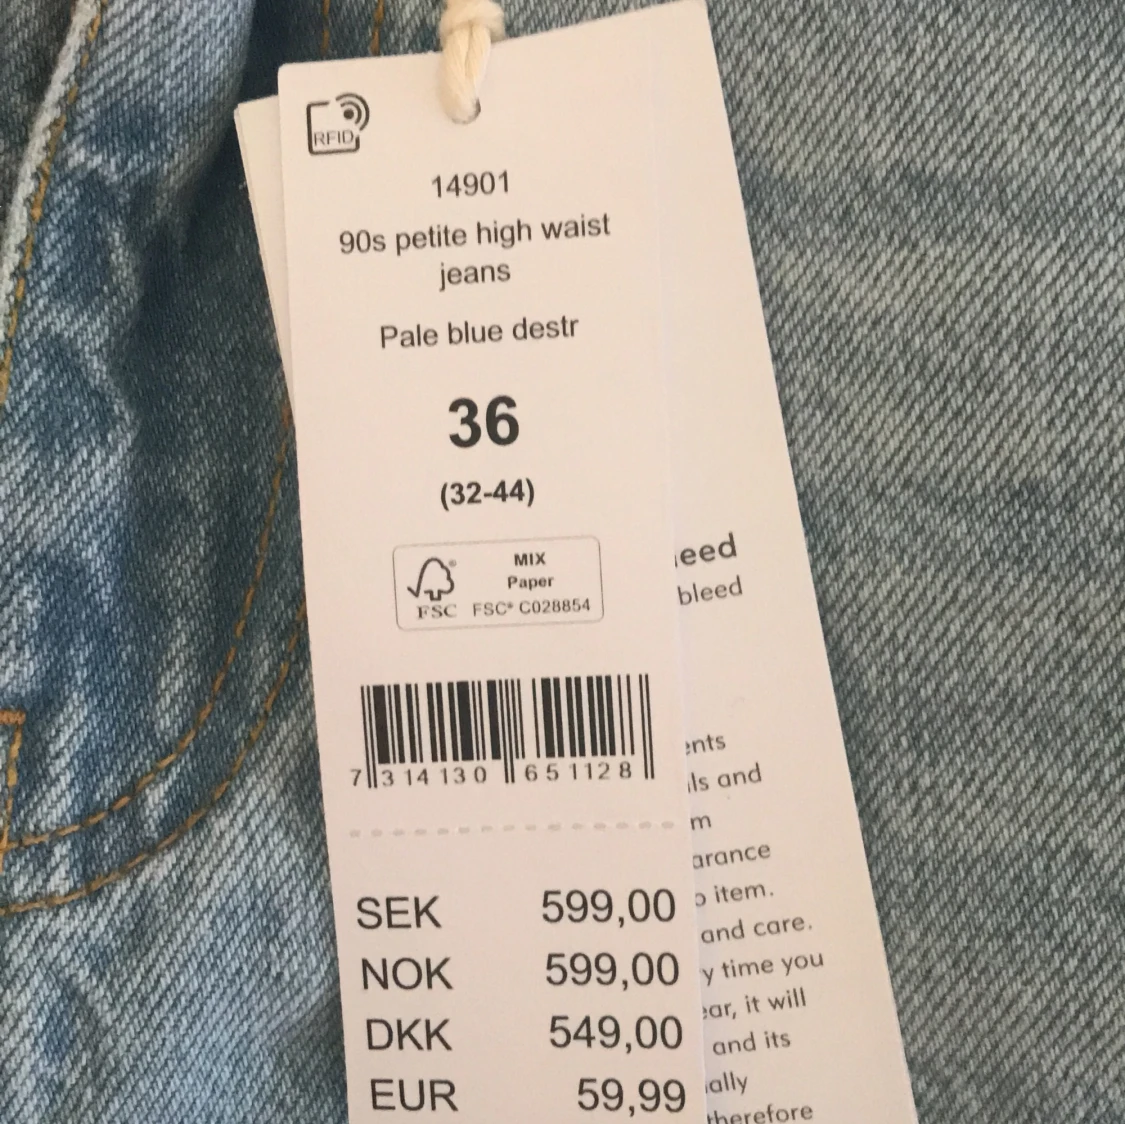 RFID
14901
90s petite high waist
jeans
Pale blue destr
36
(32-44)
MIX
Paper
FSC FSC® C028854
7 314130 651128
SEK 599,00
NOK 599,00
DKK 549,00
EUR 59,99
bleed
and
item.
and care.
time you
it will
and its
therefore